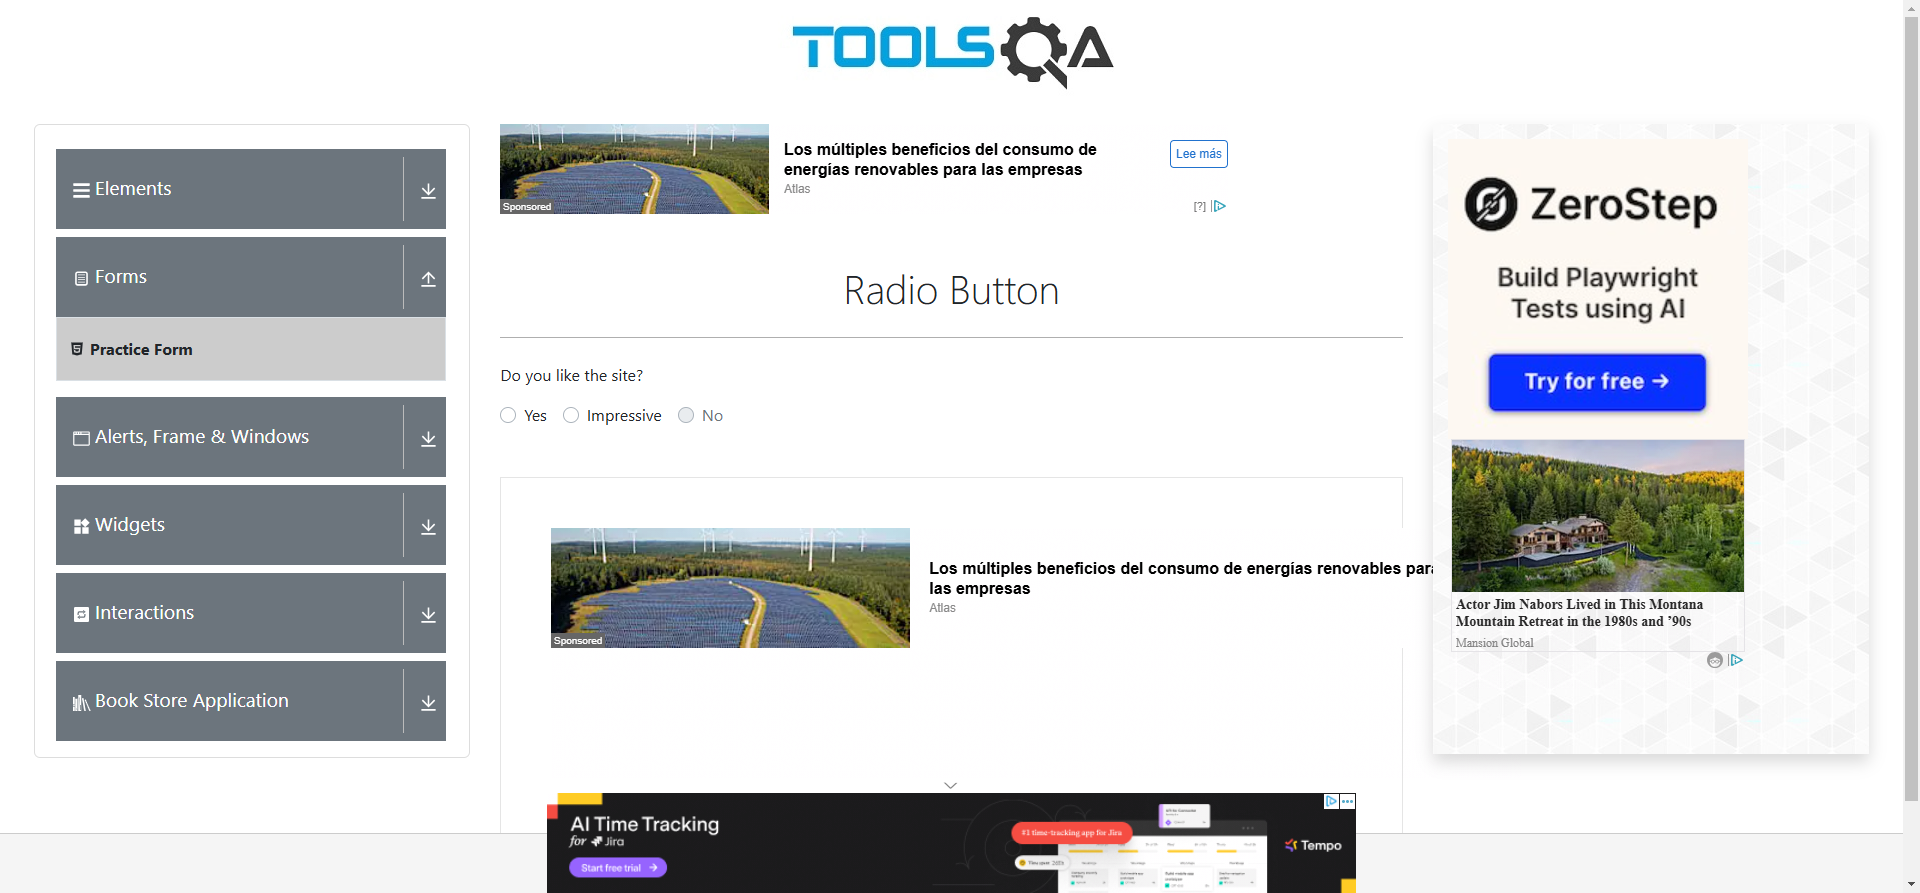 TOOLSQA
Elements
Forms
Practice Form
Alerts, Frame & Windows
Widgets
Interactions
Book Store Application
Sponsored
Los múltiples beneficios del consumo de
energías renovables para las empresas
Atlas
Lee más
[?]
Radio Button
Do you like the site?
Yes
Impressive
No
Sponsored
Los múltiples beneficios del consumo de energías renovables para
las empresas
Atlas
ZeroStep
Build Playwright
Tests using AI
Try for free →
Actor Jim Nabors Lived in This Montana
Mountain Retreat in the 1980s and ’90s
Mansion Global
AI Time Tracking
for Jira
Start free trial →
#1 time-tracking app for Jira
Tempo